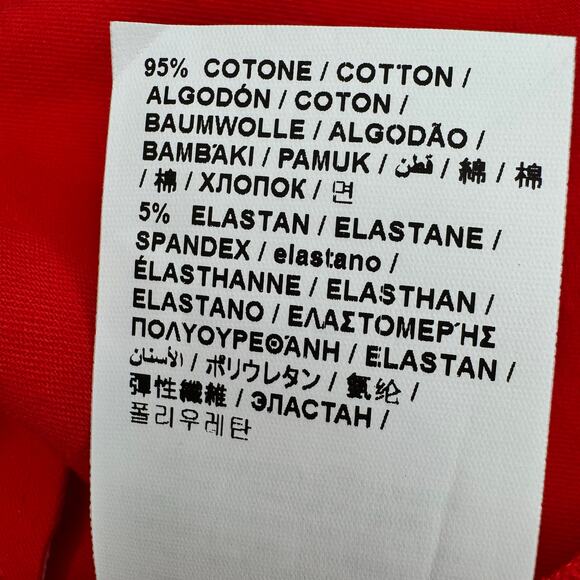 95% COTONE / COTTON /
ALGODÓN / COTON /
BAUMWOLLE / ALGODÃO /
ΒΑΜΒΆΚΙ / PAMUK / قطن / 綿 / 棉
/ 棉 / ХЛОПОК / 면
5% ELASTAN / ELASTANE /
SPANDEX / elastano /
ÉLASTHANNE / ELASTHAN /
ELASTANO / ΕΛΑΣΤΟΜΕΡΉΣ
ΠΟΛΥΟΥΡΕΘΆΝΗ / ELASTAN /
الأستان / ポリウレタン / 氨纶 /
彈性纖維 / ЭЛАСТАН /
폴리우레탄